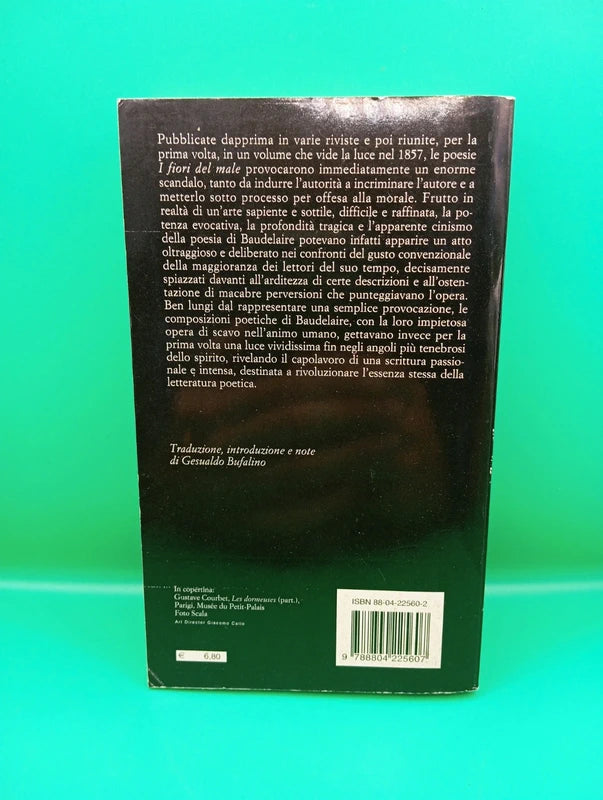 Pubblicate dapprima in varie riviste e poi riunite, per la
prima volta, in un volume che vide la luce nel 1857, le poesie
I fiori del male provocarono immediatamente un enorme
scandalo, tanto da indurre l'autorità a incriminare l'autore e a
metterlo sotto processo per offesa alla morale. Frutto in
realtà di un'arte sapiente e sottile, difficile e raffinata, la po-
tenza evocativa, la profondità tragica e l'apparente cinismo
della poesia di Baudelaire potevano infatti apparire un atto
oltraggioso e deliberato nei confronti del gusto convenzionale
della maggioranza dei lettori del suo tempo, decisamente
spiazzati davanti all'arditezza di certe descrizioni e all'osten-
tazione di macabre perversioni che punteggiavano l'opera.
Ben lungi dal rappresentare una semplice provocazione, le
composizioni poetiche di Baudelaire, con la loro impietosa
opera di scavo nell'animo umano, gettavano invece per la
prima volta una luce vividissima fin negli angoli più tenebrosi
dello spirito, rivelando il capolavoro di una scrittura passio-
nale e intensa, destinata a rivoluzionare l'essenza stessa della
letteratura poetica.
Traduzione, introduzione e note
di Gesualdo Bufalino
In copertina:
Gustave Courbet, Les dormeuses (part.),
Parigi, Musée du Petit-Palais
Foto Scala
Art Director Giacomo Callo
€ 6,80
ISBN 88-04-22560-2
9 788804 225607